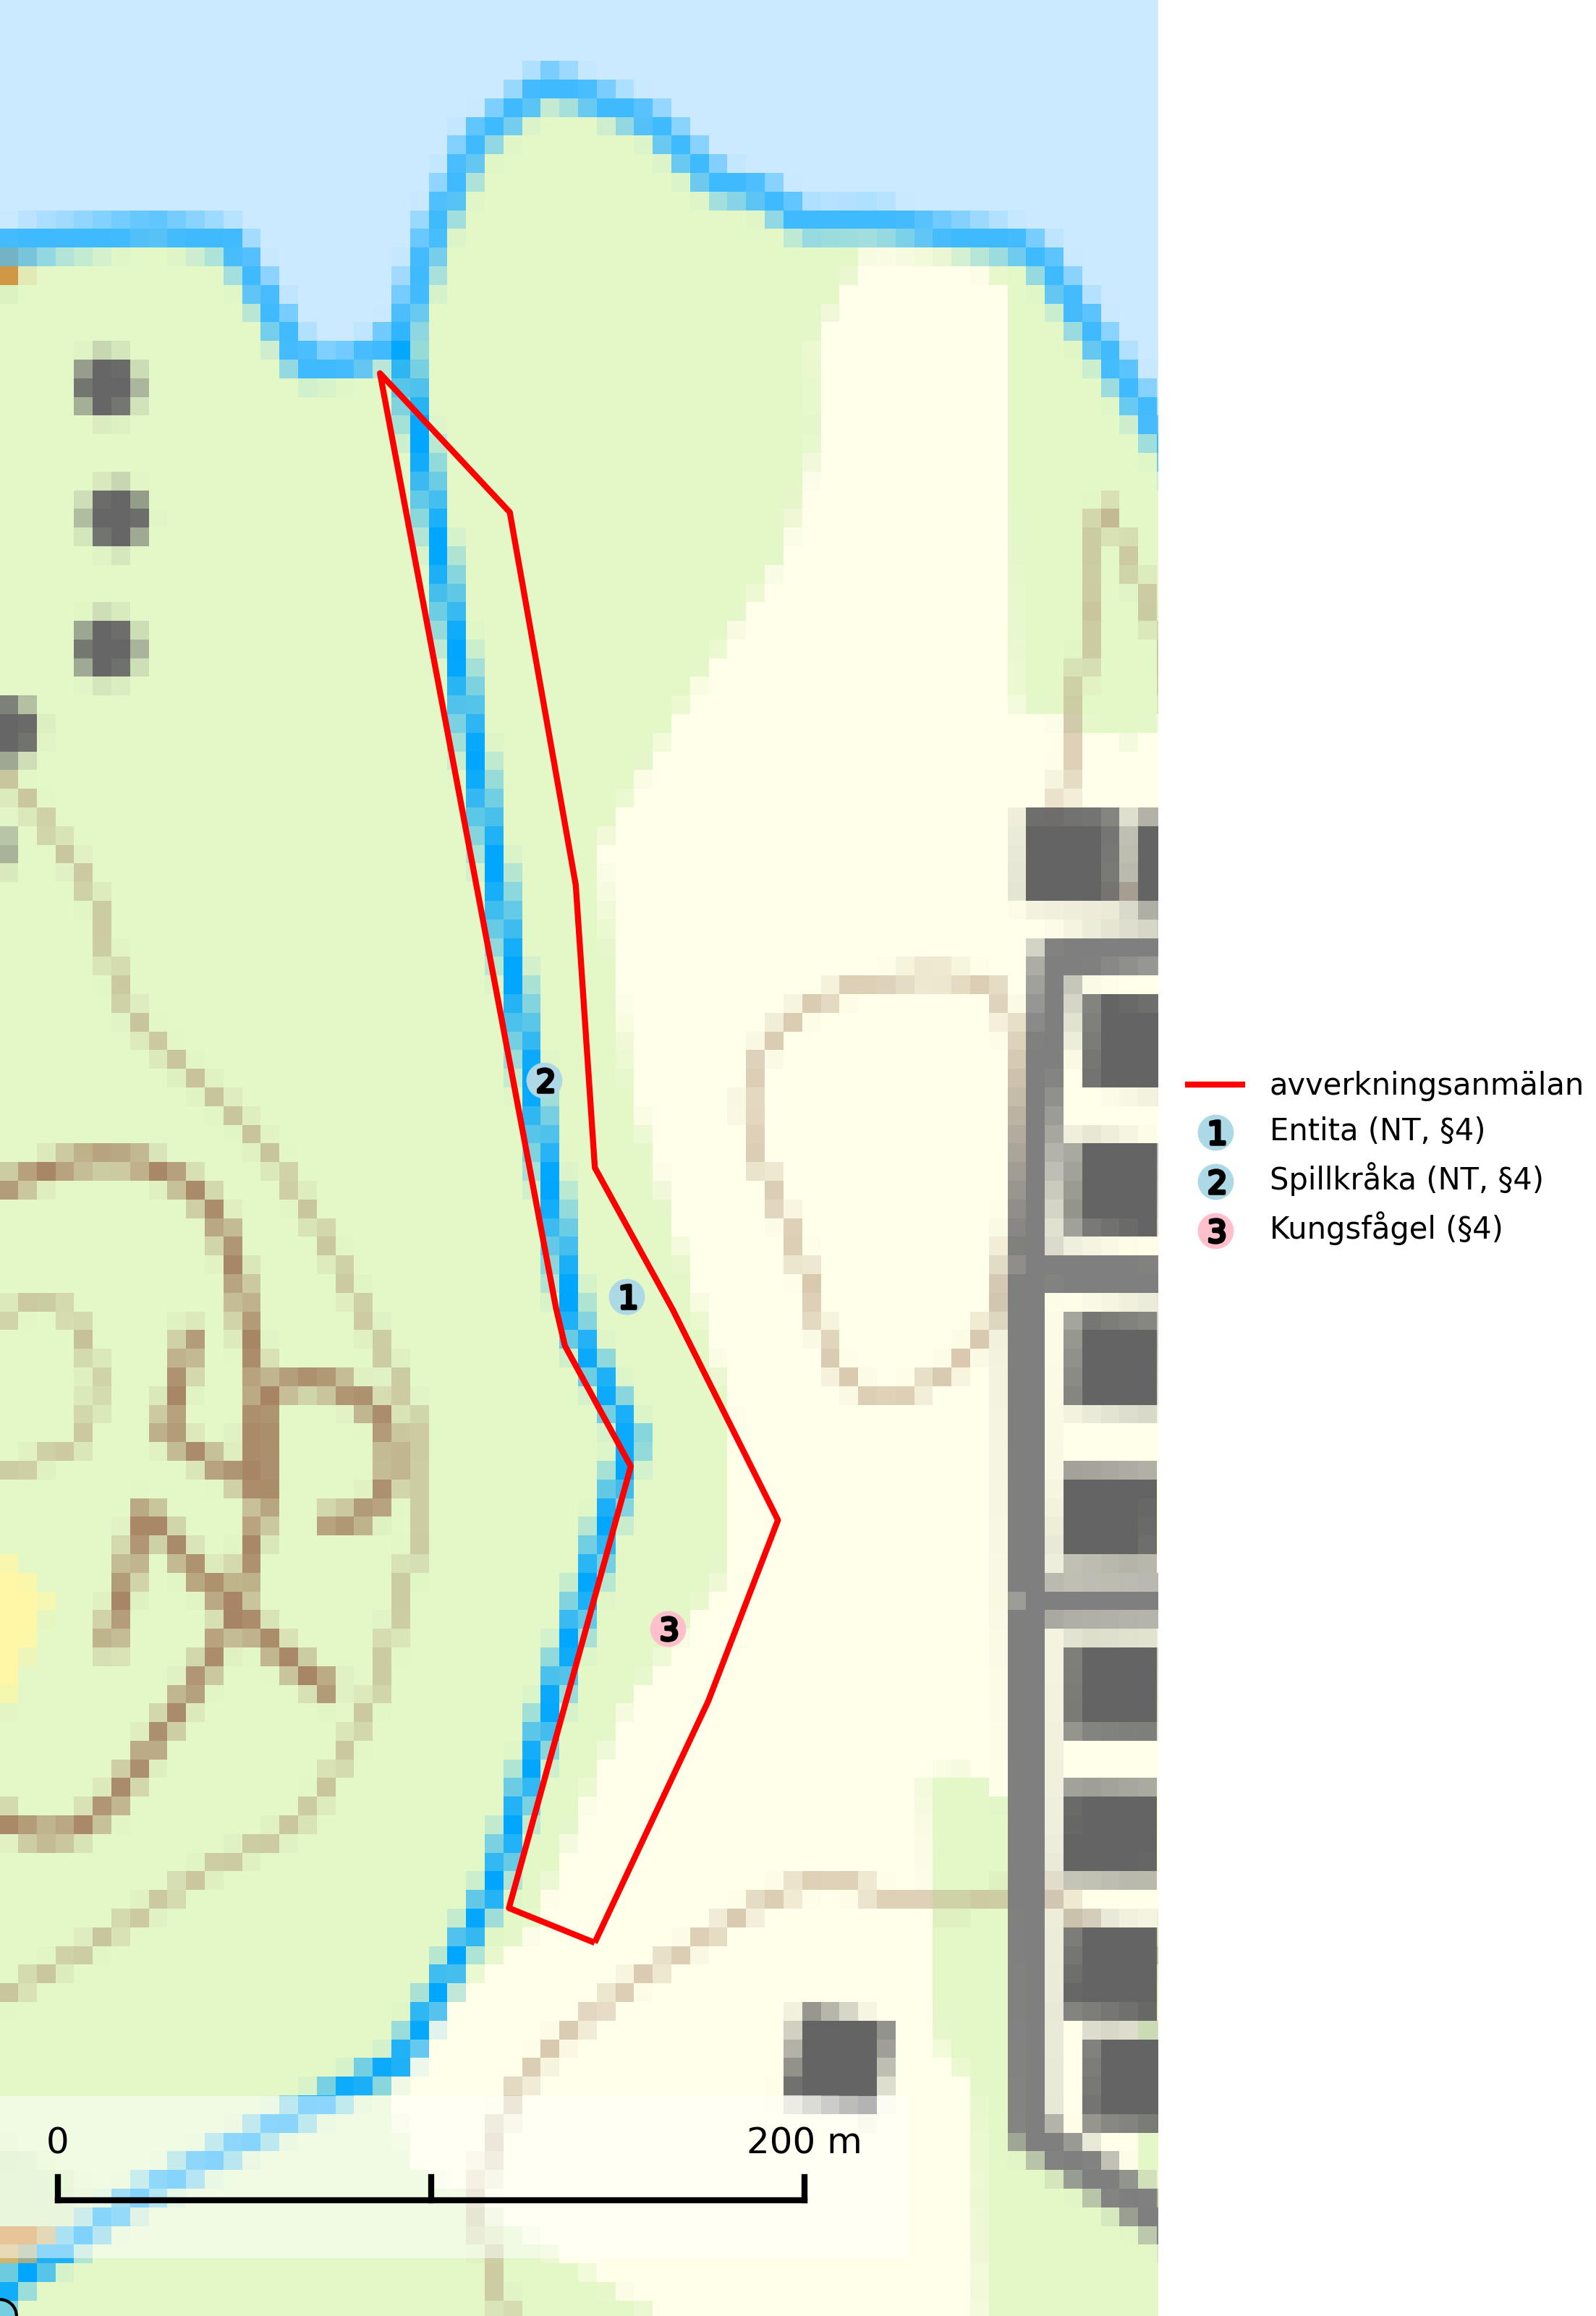 2
1
3
avverkningsanmälan
1 Entita (NT, §4)
2 Spillkråka (NT, §4)
3 Kungsfågel (§4)
0 200 m